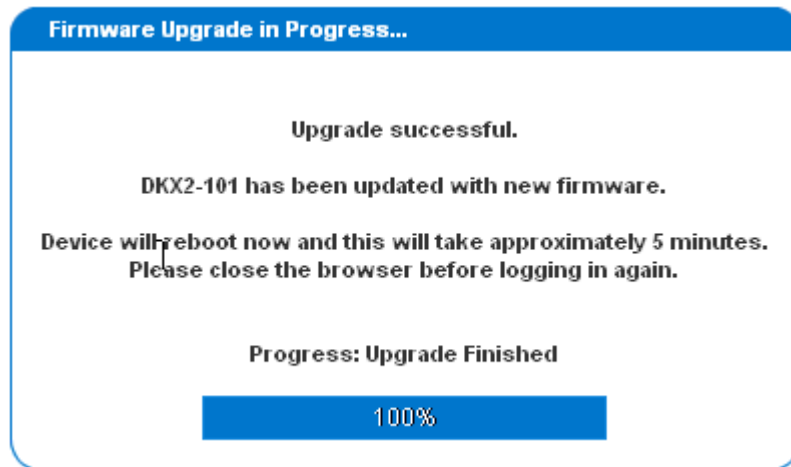 Firmware Upgrade in Progress...
Upgrade successful.
DKX2-101 has been updated with new firmware.
Device will reboot now and this will take approximately 5 minutes.
Please close the browser before logging in again.
Progress: Upgrade Finished
100%